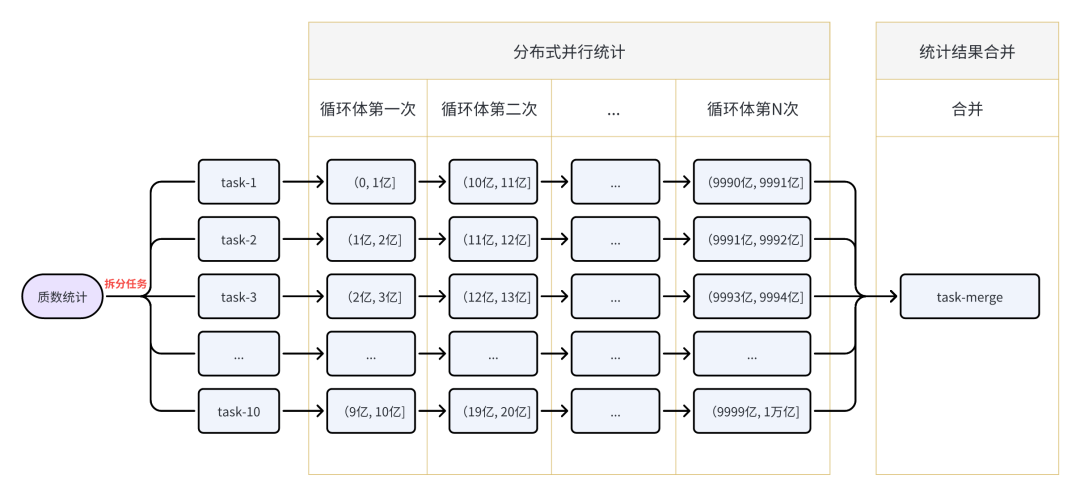 分布式并行统计
统计结果合并
循环体第一次
循环体第二次
...
循环体第N次
合并
task-1
（0, 1亿]
（10亿, 11亿]
...
（9990亿, 9991亿]
task-2
（1亿, 2亿]
（11亿, 12亿]
...
（9991亿, 9992亿]
质数统计
拆分任务
task-3
（2亿, 3亿]
（12亿, 13亿]
...
（9993亿, 9994亿]
task-merge
...
...
...
...
...
task-10
（9亿, 10亿]
（19亿, 20亿]
...
（9999亿, 1万亿]